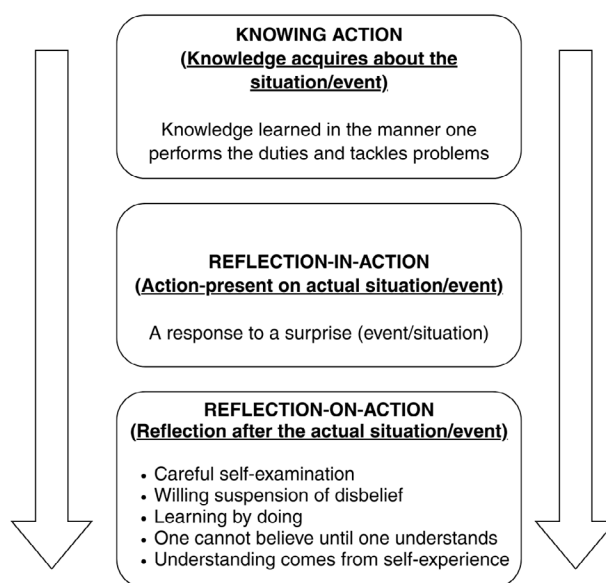 KNOWING ACTION
(Knowledge acquires about the
situation/event)
Knowledge learned in the manner one
performs the duties and tackles problems
REFLECTION-IN-ACTION
(Action-present on actual situation/event)
A response to a surprise (event/situation)
REFLECTION-ON-ACTION
(Reflection after the actual situation/event)
• Careful self-examination
• Willing suspension of disbelief
• Learning by doing
• One cannot believe until one understands
• Understanding comes from self-experience